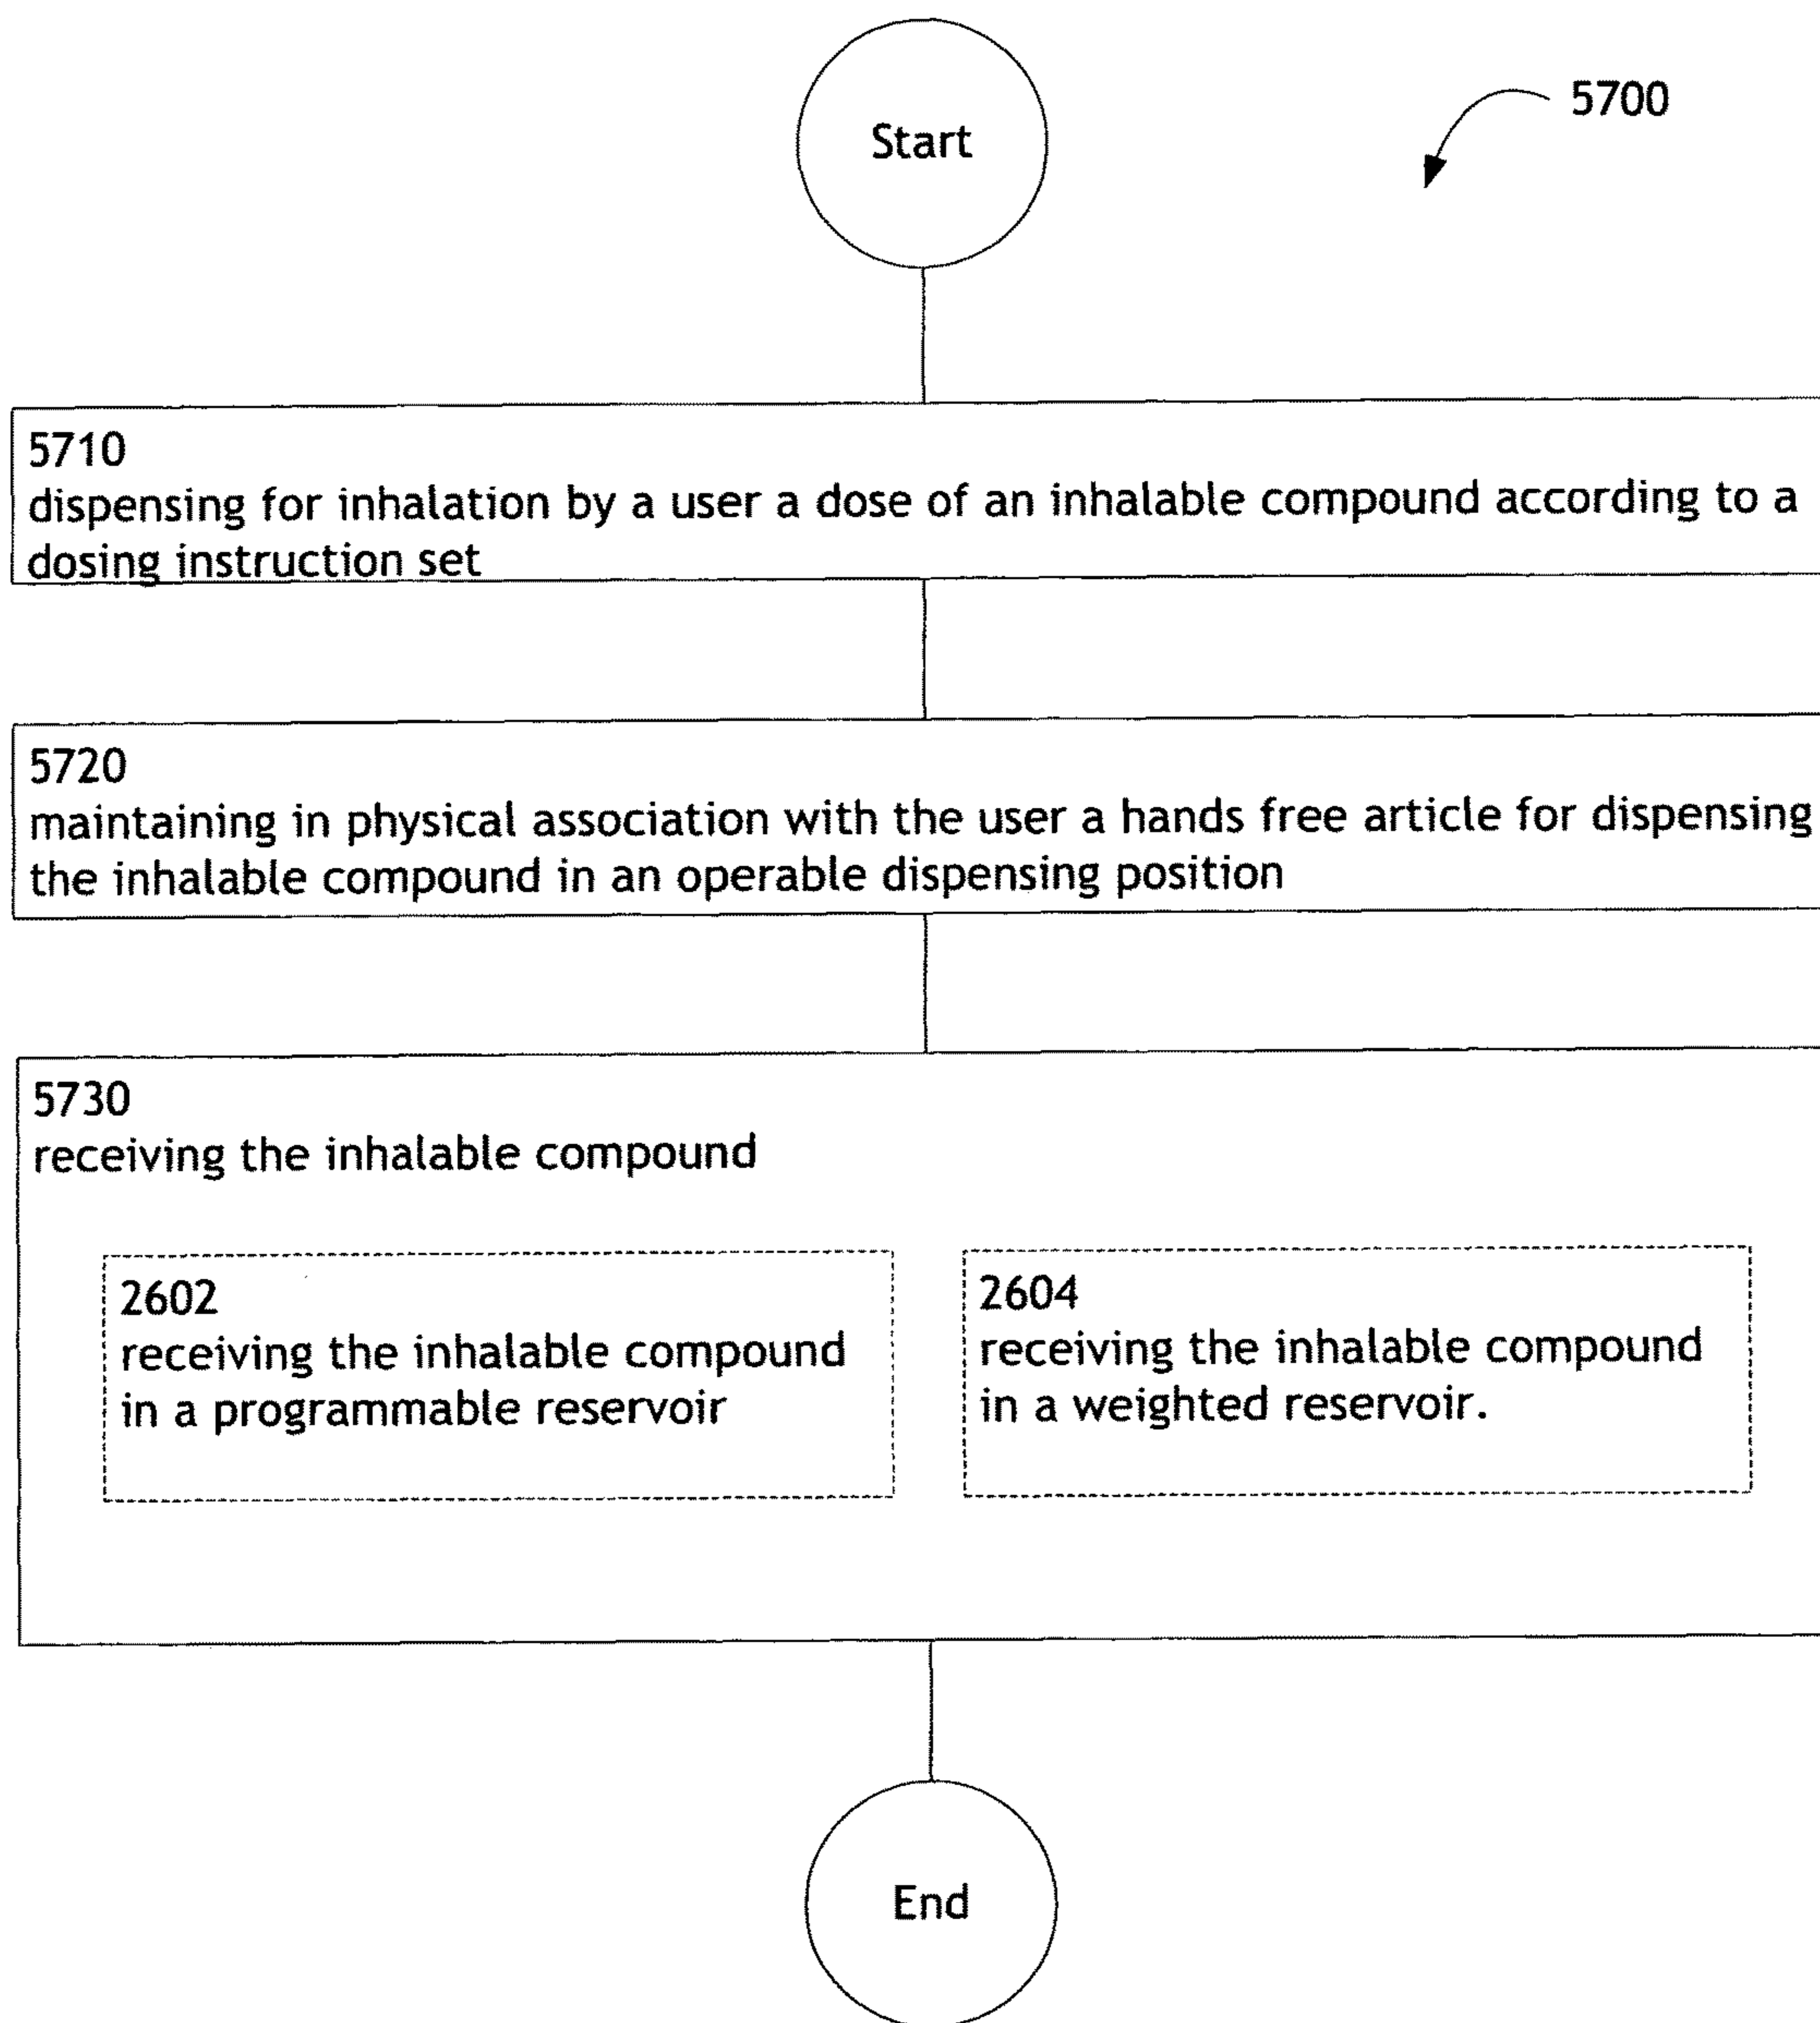 Start
5700
5710
dispensing for inhalation by a user a dose of an inhalable compound according to a
dosing instruction set
5720
maintaining in physical association with the user a hands free article for dispensing
the inhalable compound in an operable dispensing position
5730
receiving the inhalable compound
2602
receiving the inhalable compound
in a programmable reservoir
2604
receiving the inhalable compound
in a weighted reservoir.
End